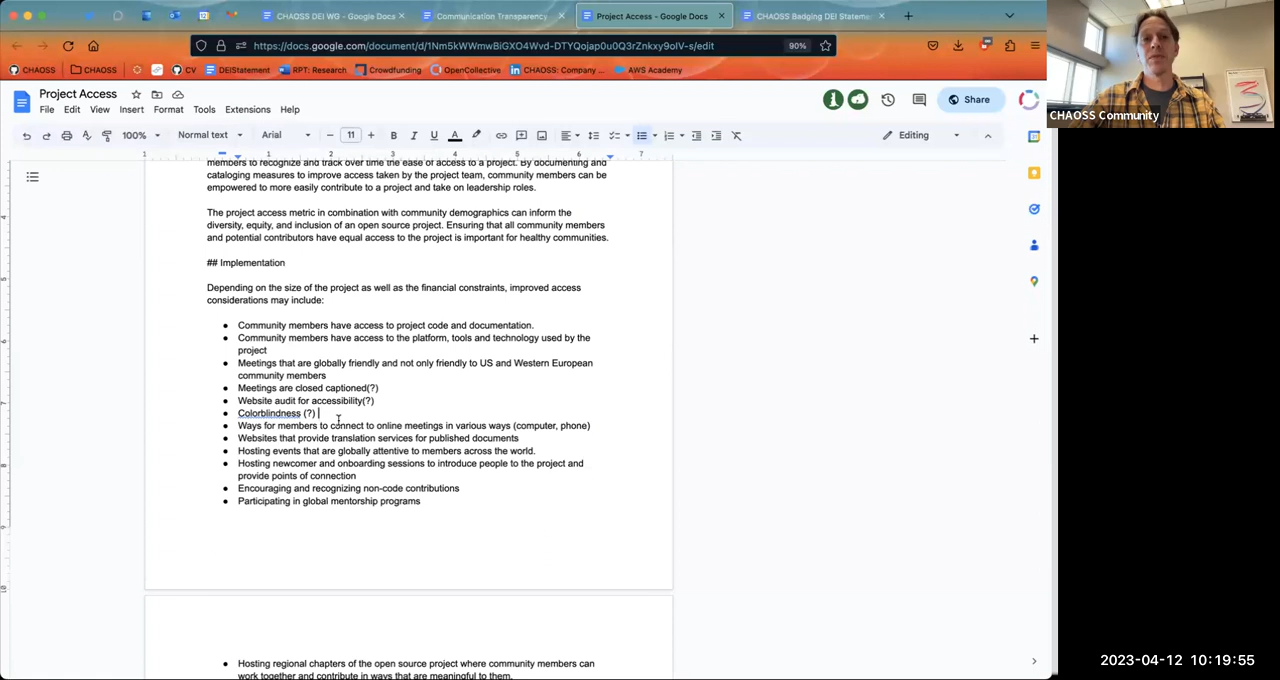 CHAOSS DEI WG - Google Docs
Communication Transparency
Project Access - Google Docs
CHAOSS Badging DEI Stateme
https://docs.google.com/document/d/1Nm5kWWmwBiGXO4Wvd-DTYQojap0u0Q3rZnkxy9oIV-s/edit
90%
CHAOSS
CHAOSS
CV
DEIStatement
RPT: Research
Crowdfunding
OpenCollective
CHAOSS: Company ...
AWS Academy
CHAOSS Community
Project Access
File Edit View Insert Format Tools Extensions Help
Share
100% Normal text Arial 11 Editing
1 1 2 3 4 5 6 7
members to recognize and track over time the ease of access to a project. By documenting and
cataloging measures to improve access taken by the project team, community members can be
empowered to more easily contribute to a project and take on leadership roles.
The project access metric in combination with community demographics can inform the
diversity, equity, and inclusion of an open source project. Ensuring that all community members
and potential contributors have equal access to the project is important for healthy communities.
## Implementation
Depending on the size of the project as well as the financial constraints, improved access
considerations may include:
● Community members have access to project code and documentation.
● Community members have access to the platform, tools and technology used by the
project
● Meetings that are globally friendly and not only friendly to US and Western European
community members
● Meetings are closed captioned(?)
● Website audit for accessibility(?)
● Colorblindness (?)
● Ways for members to connect to online meetings in various ways (computer, phone)
● Websites that provide translation services for published documents
● Hosting events that are globally attentive to members across the world.
● Hosting newcomer and onboarding sessions to introduce people to the project and
provide points of connection
● Encouraging and recognizing non-code contributions
● Participating in global mentorship programs
● Hosting regional chapters of the open source project where community members can
work together and contribute in ways that are meaningful to them.
2023-04-12 10:19:55